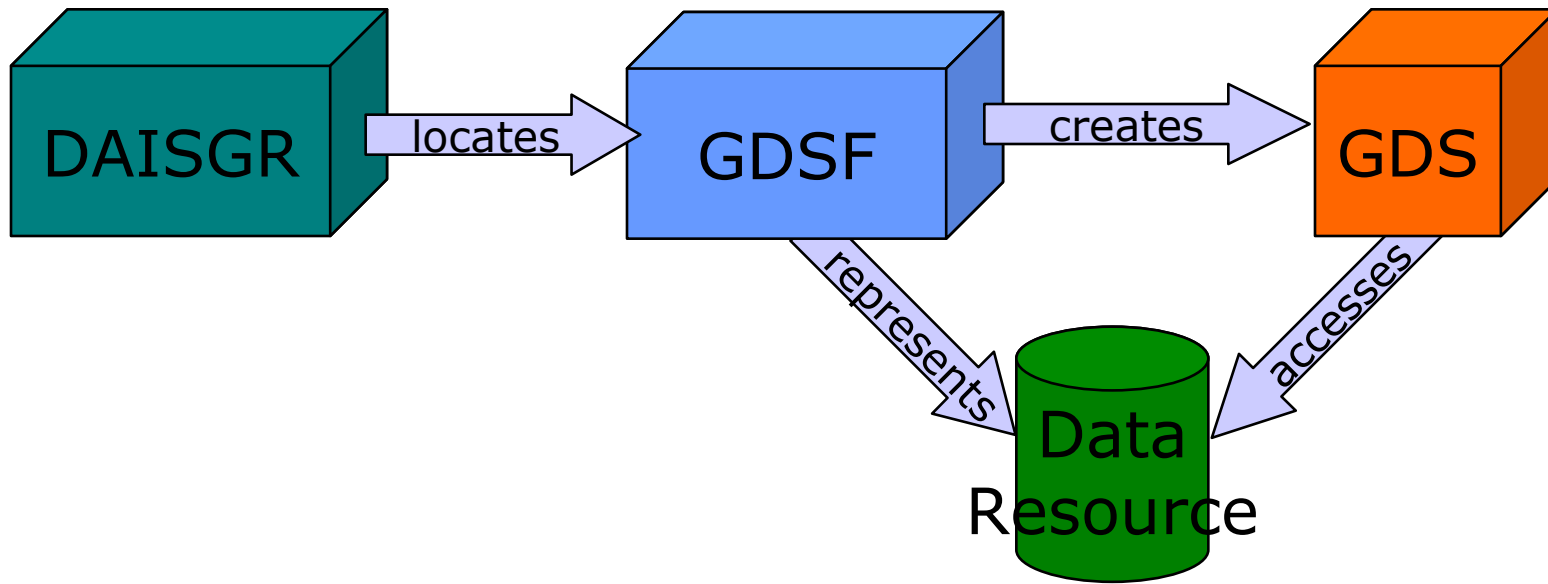 DAISGR
locates
GDSF
creates
GDS
represents
accesses
Data
Resource